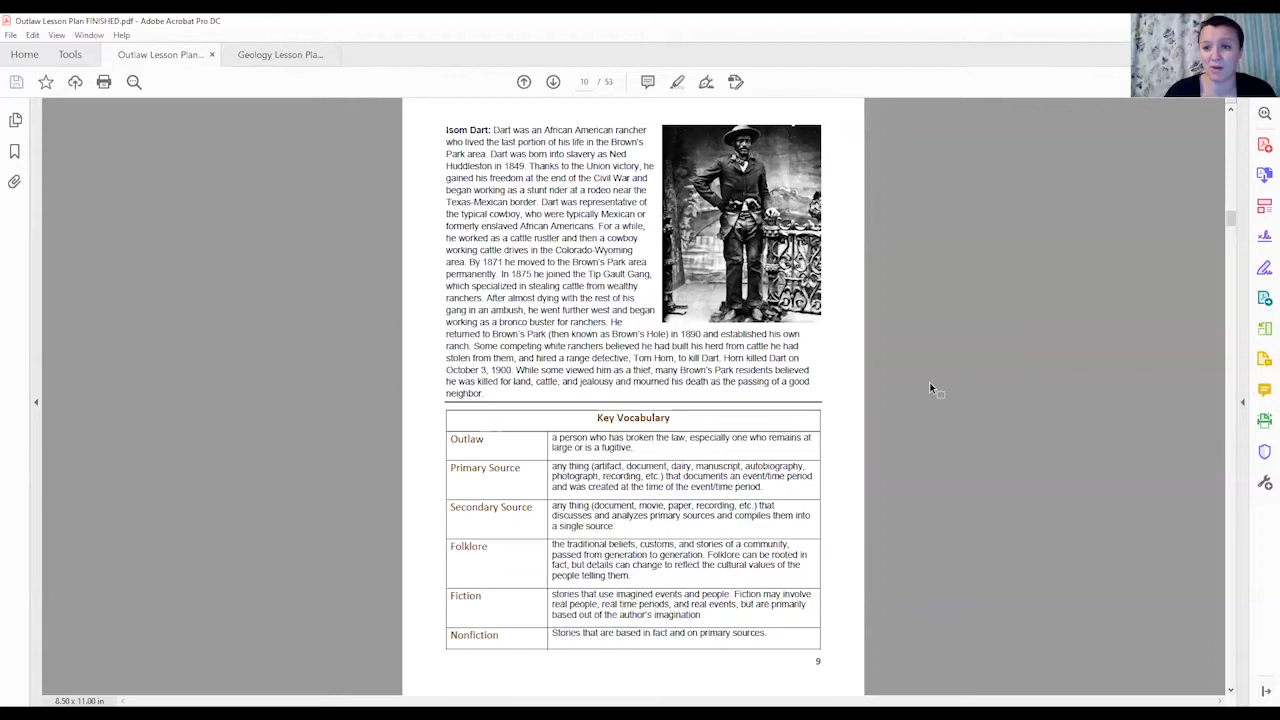 Outlaw Lesson Plan FINISHED.pdf - Adobe Acrobat Pro DC
File Edit View Window Help
Home Tools Outlaw Lesson Plan... × Geology Lesson Pla...
10 / 53
Isom Dart: Dart was an African American rancher
who lived the last portion of his life in the Brown's
Park area. Dart was born into slavery as Ned
Huddleston in 1849. Thanks to the Union victory, he
gained his freedom at the end of the Civil War and
began working as a stunt rider at a rodeo near the
Texas-Mexican border. Dart was representative of
the typical cowboy, who were typically Mexican or
formerly enslaved African Americans. For a while,
he worked as a cattle rustler and then a cowboy
working cattle drives in the Colorado-Wyoming
area. By 1871 he moved to the Brown's Park area
permanently. In 1875 he joined the Tip Gault Gang,
which specialized in stealing cattle from wealthy
ranchers. After almost dying with the rest of his
gang in an ambush, he went further west and began
working as a bronco buster for ranchers. He
returned to Brown's Park (then known as Brown's Hole) in 1890 and established his own
ranch. Some competing white ranchers believed he had built his herd from cattle he had
stolen from them, and hired a range detective, Tom Horn, to kill Dart. Horn killed Dart on
October 3, 1900. While some viewed him as a thief, many Brown's Park residents believed
he was killed for land, cattle, and jealousy and mourned his death as the passing of a good
neighbor.
Key Vocabulary
Outlaw
a person who has broken the law, especially one who remains at
large or is a fugitive.
Primary Source
any thing (artifact, document, dairy, manuscript, autobiography,
photograph, recording, etc.) that documents an event/time period
and was created at the time of the event/time period.
Secondary Source
any thing (document, movie, paper, recording, etc.) that
discusses and analyzes primary sources and compiles them into
a single source.
Folklore
the traditional beliefs, customs, and stories of a community,
passed from generation to generation. Folklore can be rooted in
fact, but details can change to reflect the cultural values of the
people telling them.
Fiction
stories that use imagined events and people. Fiction may involve
real people, real time periods, and real events, but are primarily
based out of the author's imagination
Nonfiction
Stories that are based in fact and on primary sources.
9
8.50 x 11.00 in